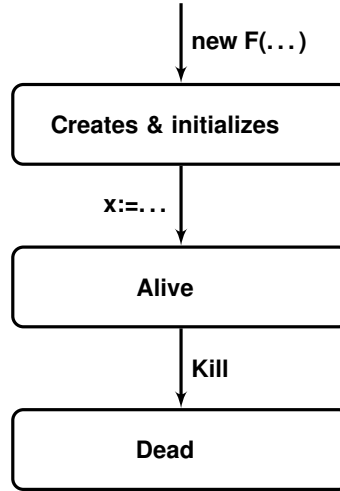 new F(...)
Creates & initializes
x:=...
Alive
Kill
Dead